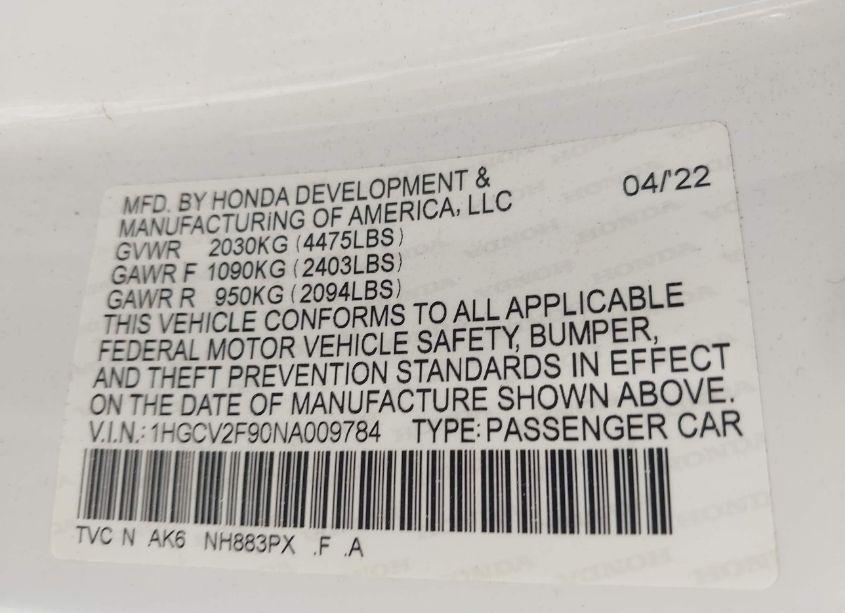 MFD. BY HONDA DEVELOPMENT & 04/'22
MANUFACTURING OF AMERICA, LLC
GVWR 2030KG (4475LBS)
GAWR F 1090KG (2403LBS)
GAWR R 950KG (2094LBS)
THIS VEHICLE CONFORMS TO ALL APPLICABLE
FEDERAL MOTOR VEHICLE SAFETY, BUMPER,
AND THEFT PREVENTION STANDARDS IN EFFECT
ON THE DATE OF MANUFACTURE SHOWN ABOVE.
V.I.N.: 1HGCV2F90NA009784 TYPE: PASSENGER CAR
TVC N AK6 NH883PX .F .A